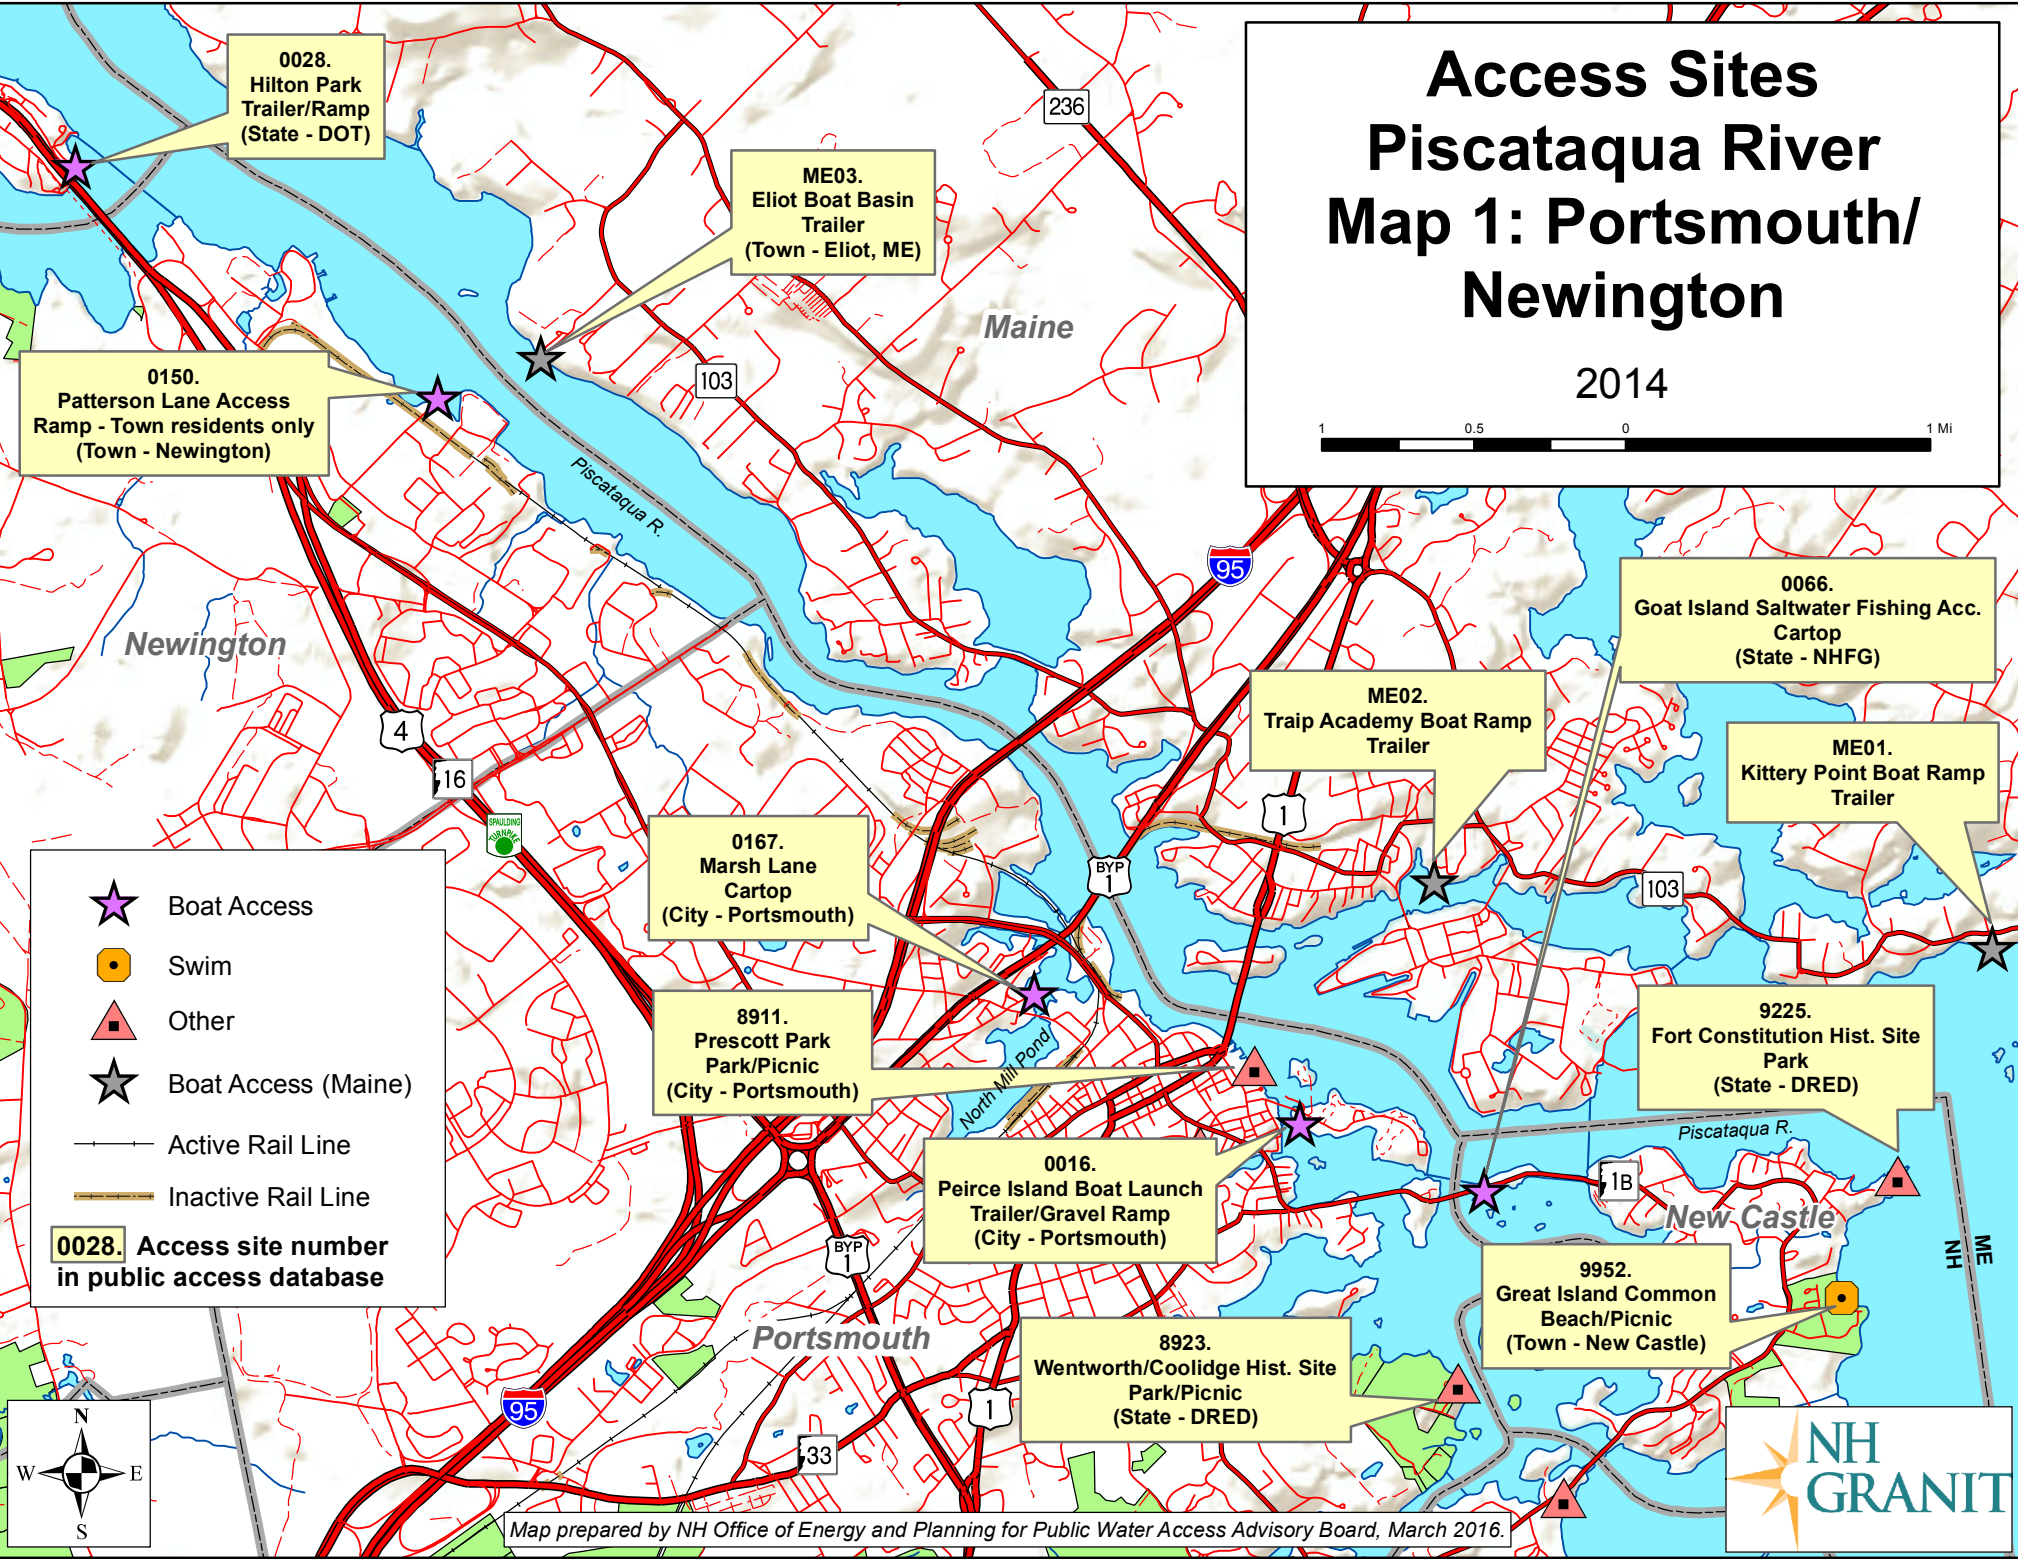 Access Sites
Piscataqua River
Map 1: Portsmouth/
Newington
2014
1 0.5 0 1 Mi
0028.
Hilton Park
Trailer/Ramp
(State - DOT)
ME03.
Eliot Boat Basin
Trailer
(Town - Eliot, ME)
236
Maine
103
0150.
Patterson Lane Access
Ramp - Town residents only
(Town - Newington)
Piscataqua R.
95
0066.
Goat Island Saltwater Fishing Acc.
Cartop
(State - NHFG)
Newington
ME02.
Traip Academy Boat Ramp
Trailer
ME01.
Kittery Point Boat Ramp
Trailer
4
16
SPAULDING
TURNPIKE
1
0167.
Marsh Lane
Cartop
(City - Portsmouth)
BYP
1
103
8911.
Prescott Park
Park/Picnic
(City - Portsmouth)
North Mill Pond
9225.
Fort Constitution Hist. Site
Park
(State - DRED)
Piscataqua R.
0016.
Peirce Island Boat Launch
Trailer/Gravel Ramp
(City - Portsmouth)
1B
New Castle
ME
NH
BYP
1
9952.
Great Island Common
Beach/Picnic
(Town - New Castle)
Portsmouth
8923.
Wentworth/Coolidge Hist. Site
Park/Picnic
(State - DRED)
95
1
33
Boat Access
Swim
Other
Boat Access (Maine)
Active Rail Line
Inactive Rail Line
0028. Access site number
in public access database
N
W E
S
NH
GRANIT
Map prepared by NH Office of Energy and Planning for Public Water Access Advisory Board, March 2016.